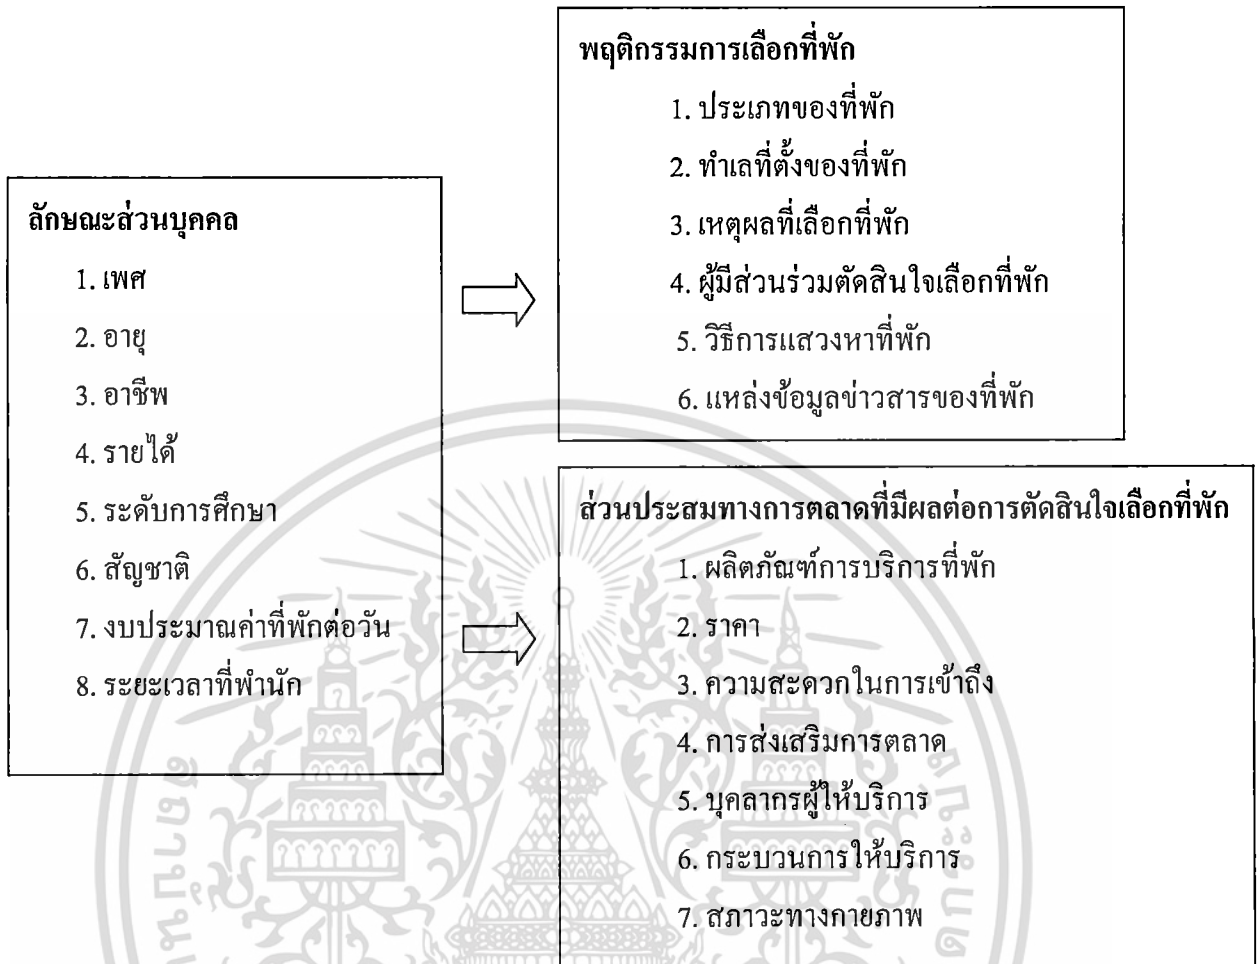 พฤติกรรมการเลือกที่พัก
1. ประเภทของที่พัก
2. ทำเลที่ตั้งของที่พัก
3. เหตุผลที่เลือกที่พัก
4. ผู้มีส่วนร่วมตัดสินใจเลือกที่พัก
5. วิธีการแสวงหาที่พัก
6. แหล่งข้อมูลข่าวสารของที่พัก
ลักษณะส่วนบุคคล
1. เพศ
2. อายุ
3. อาชีพ
4. รายได้
5. ระดับการศึกษา
6. สัญชาติ
7. งบประมาณค่าที่พักต่อวัน
8. ระยะเวลาที่พำนัก
ส่วนประสมทางการตลาดที่มีผลต่อการตัดสินใจเลือกที่พัก
1. ผลิตภัณฑ์การบริการที่พัก
2. ราคา
3. ความสะดวกในการเข้าถึง
4. การส่งเสริมการตลาด
5. บุคลากรผู้ให้บริการ
6. กระบวนการให้บริการ
7. สภาวะทางกายภาพ